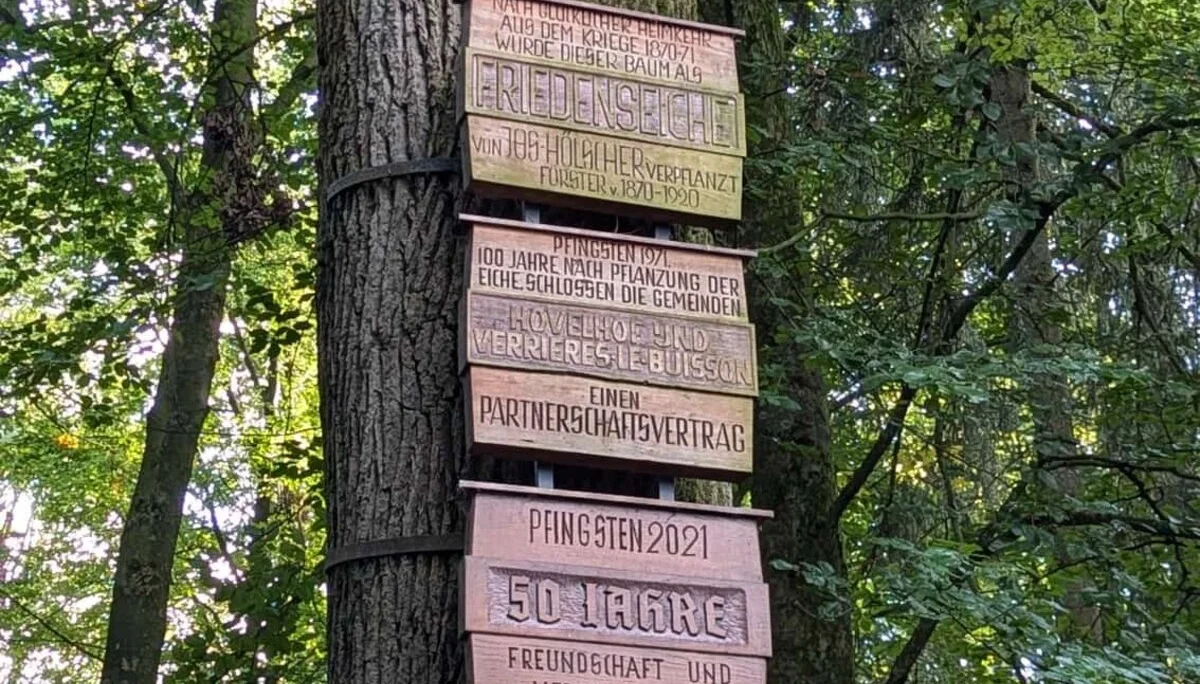 NACH GLÜCKLICHER HEIMKEHR
AUS DEM KRIEGE 1870-71
WURDE DIESER BAUM ALS
FRIEDENSEICHE
VON JOS-HÖLSCHER VERPFLANZT
FÖRSTER v. 1870-1920
PFINGSTEN 1971,
100 JAHRE NACH PFLANZUNG DER
EICHE, SCHLOSSEN DIE GEMEINDEN
HÖVELHOF UND
VERRIERES-LE-BUISSON
EINEN
PARTNERSCHAFTSVERTRAG
PFINGSTEN 2021
50 JAHRE
FREUNDSCHAFT UND